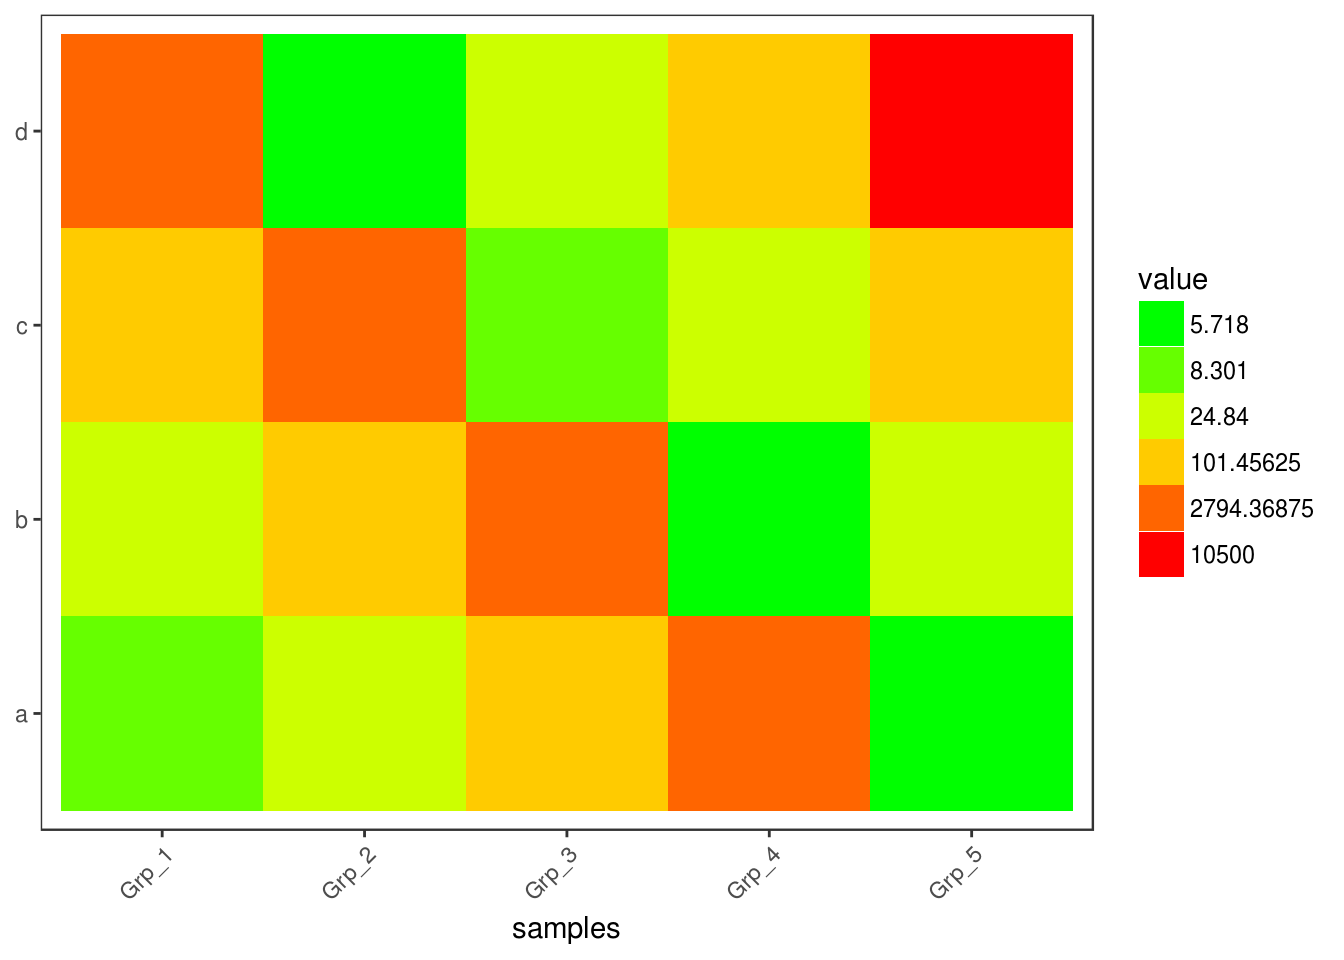 d
c
b
a
Grp_1
Grp_2
Grp_3
Grp_4
Grp_5
samples
value
5.718
8.301
24.84
101.45625
2794.36875
10500